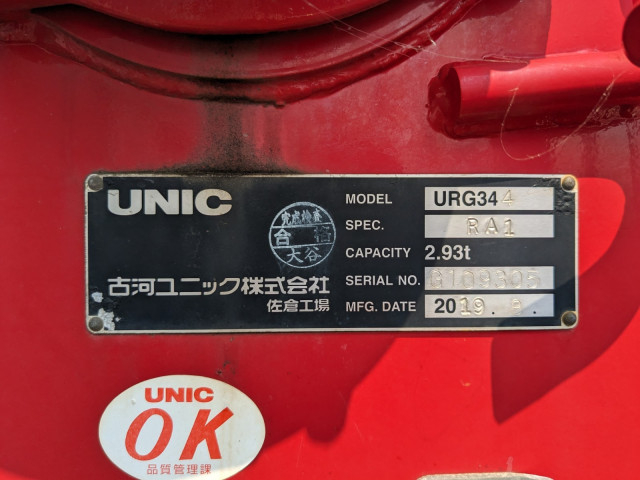 UNIC
完成検査
合格
大谷
古河ユニック株式会社
佐倉工場
MODEL URG344
SPEC. RA1
CAPACITY 2.93t
SERIAL NO. G109305
MFG. DATE 2019.
UNIC
OK
品質管理課